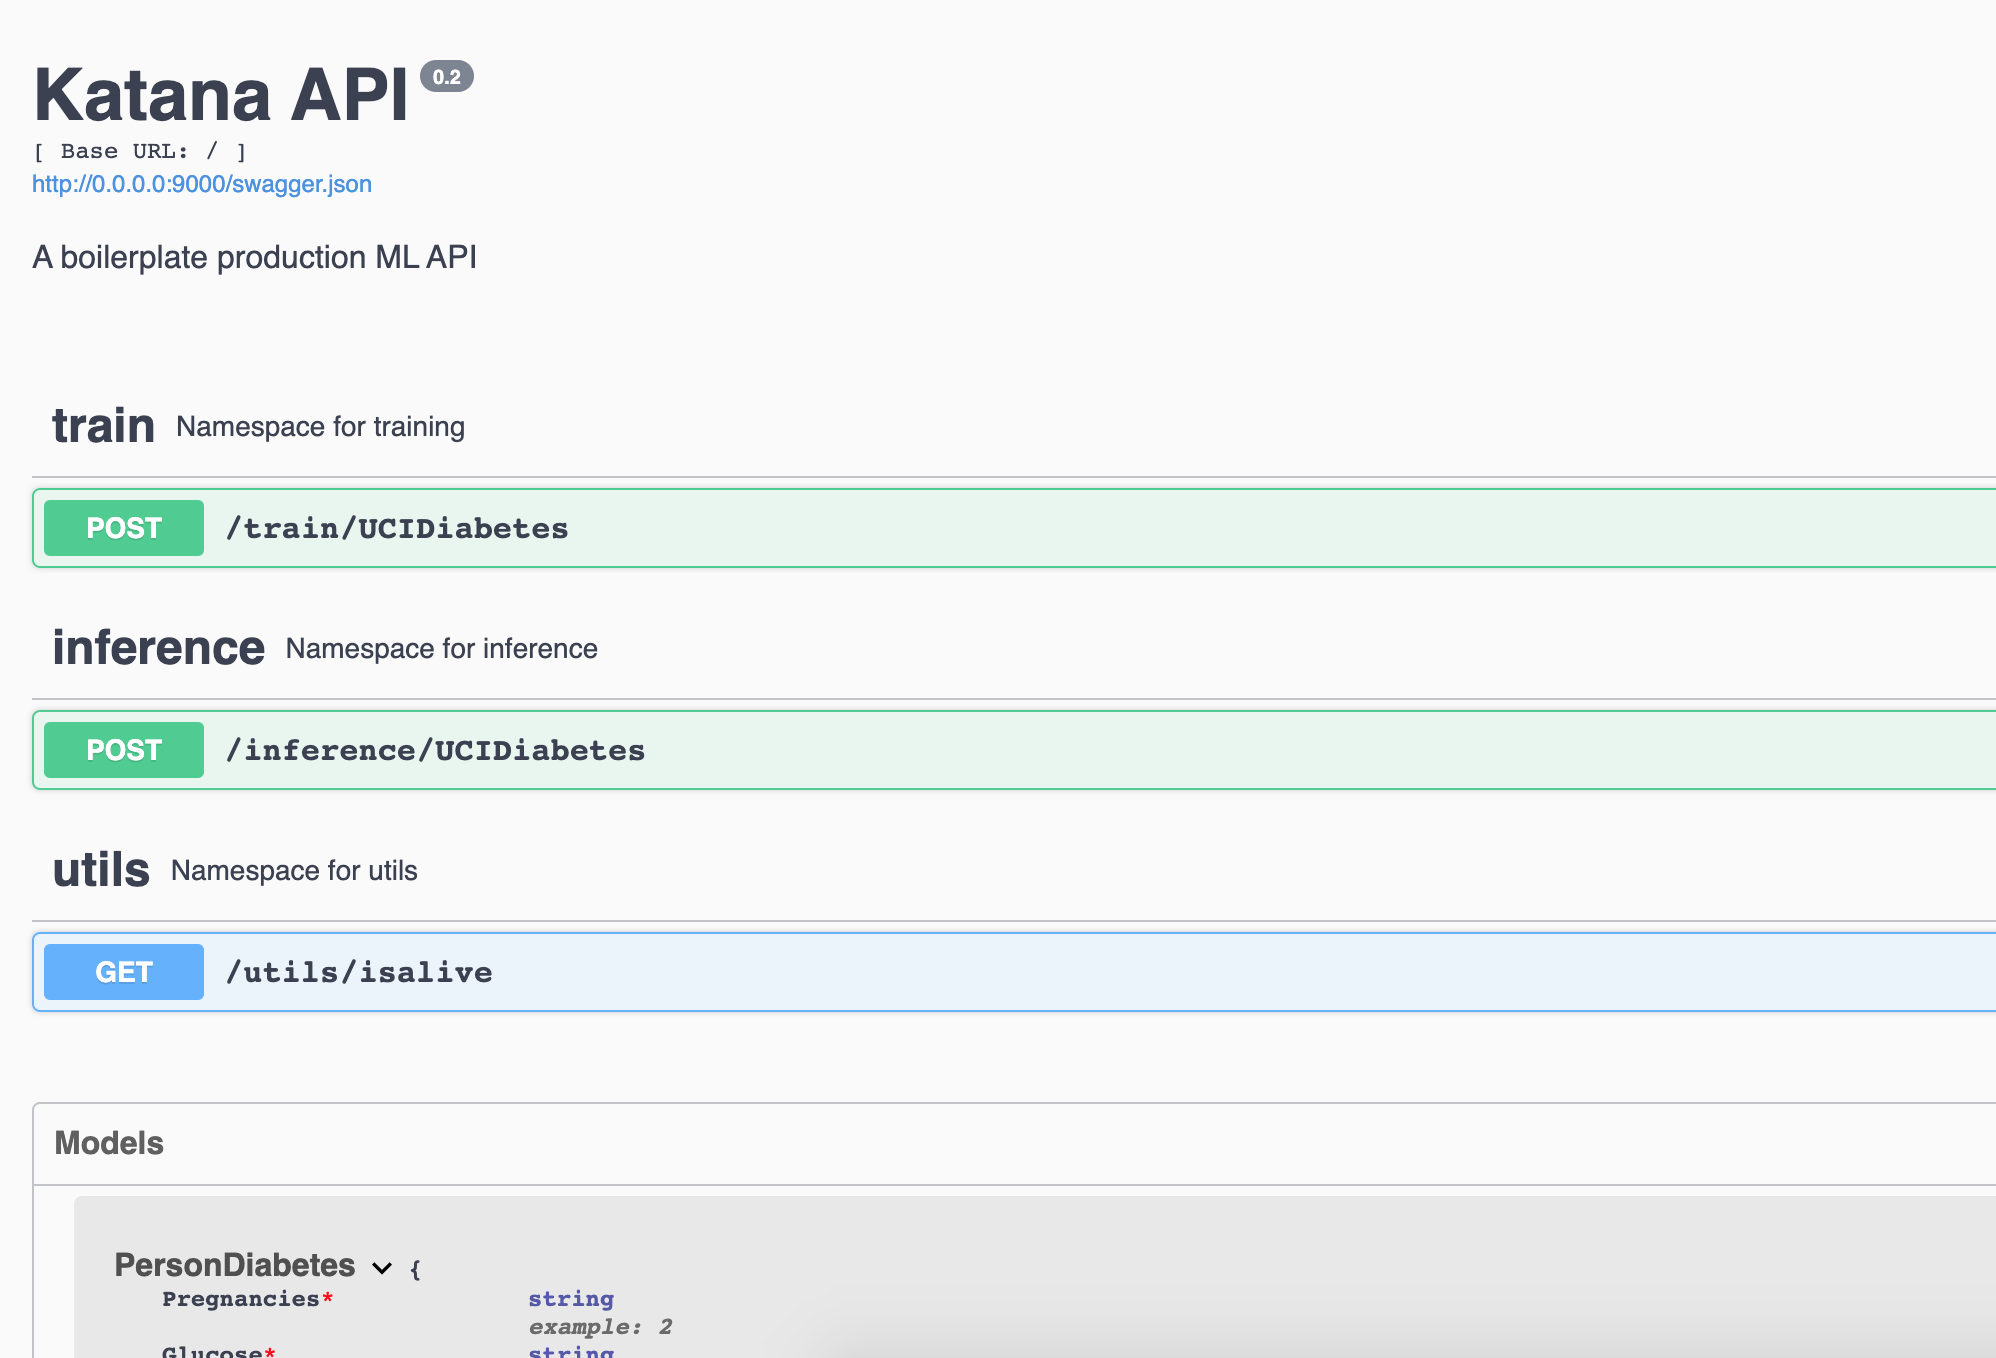 Katana API 0.2
[ Base URL: / ]
http://0.0.0.0:9000/swagger.json
A boilerplate production ML API
train Namespace for training
POST /train/UCIDiabetes
inference Namespace for inference
POST /inference/UCIDiabetes
utils Namespace for utils
GET /utils/isalive
Models
PersonDiabetes {
Pregnancies* string
example: 2
Glucose* string